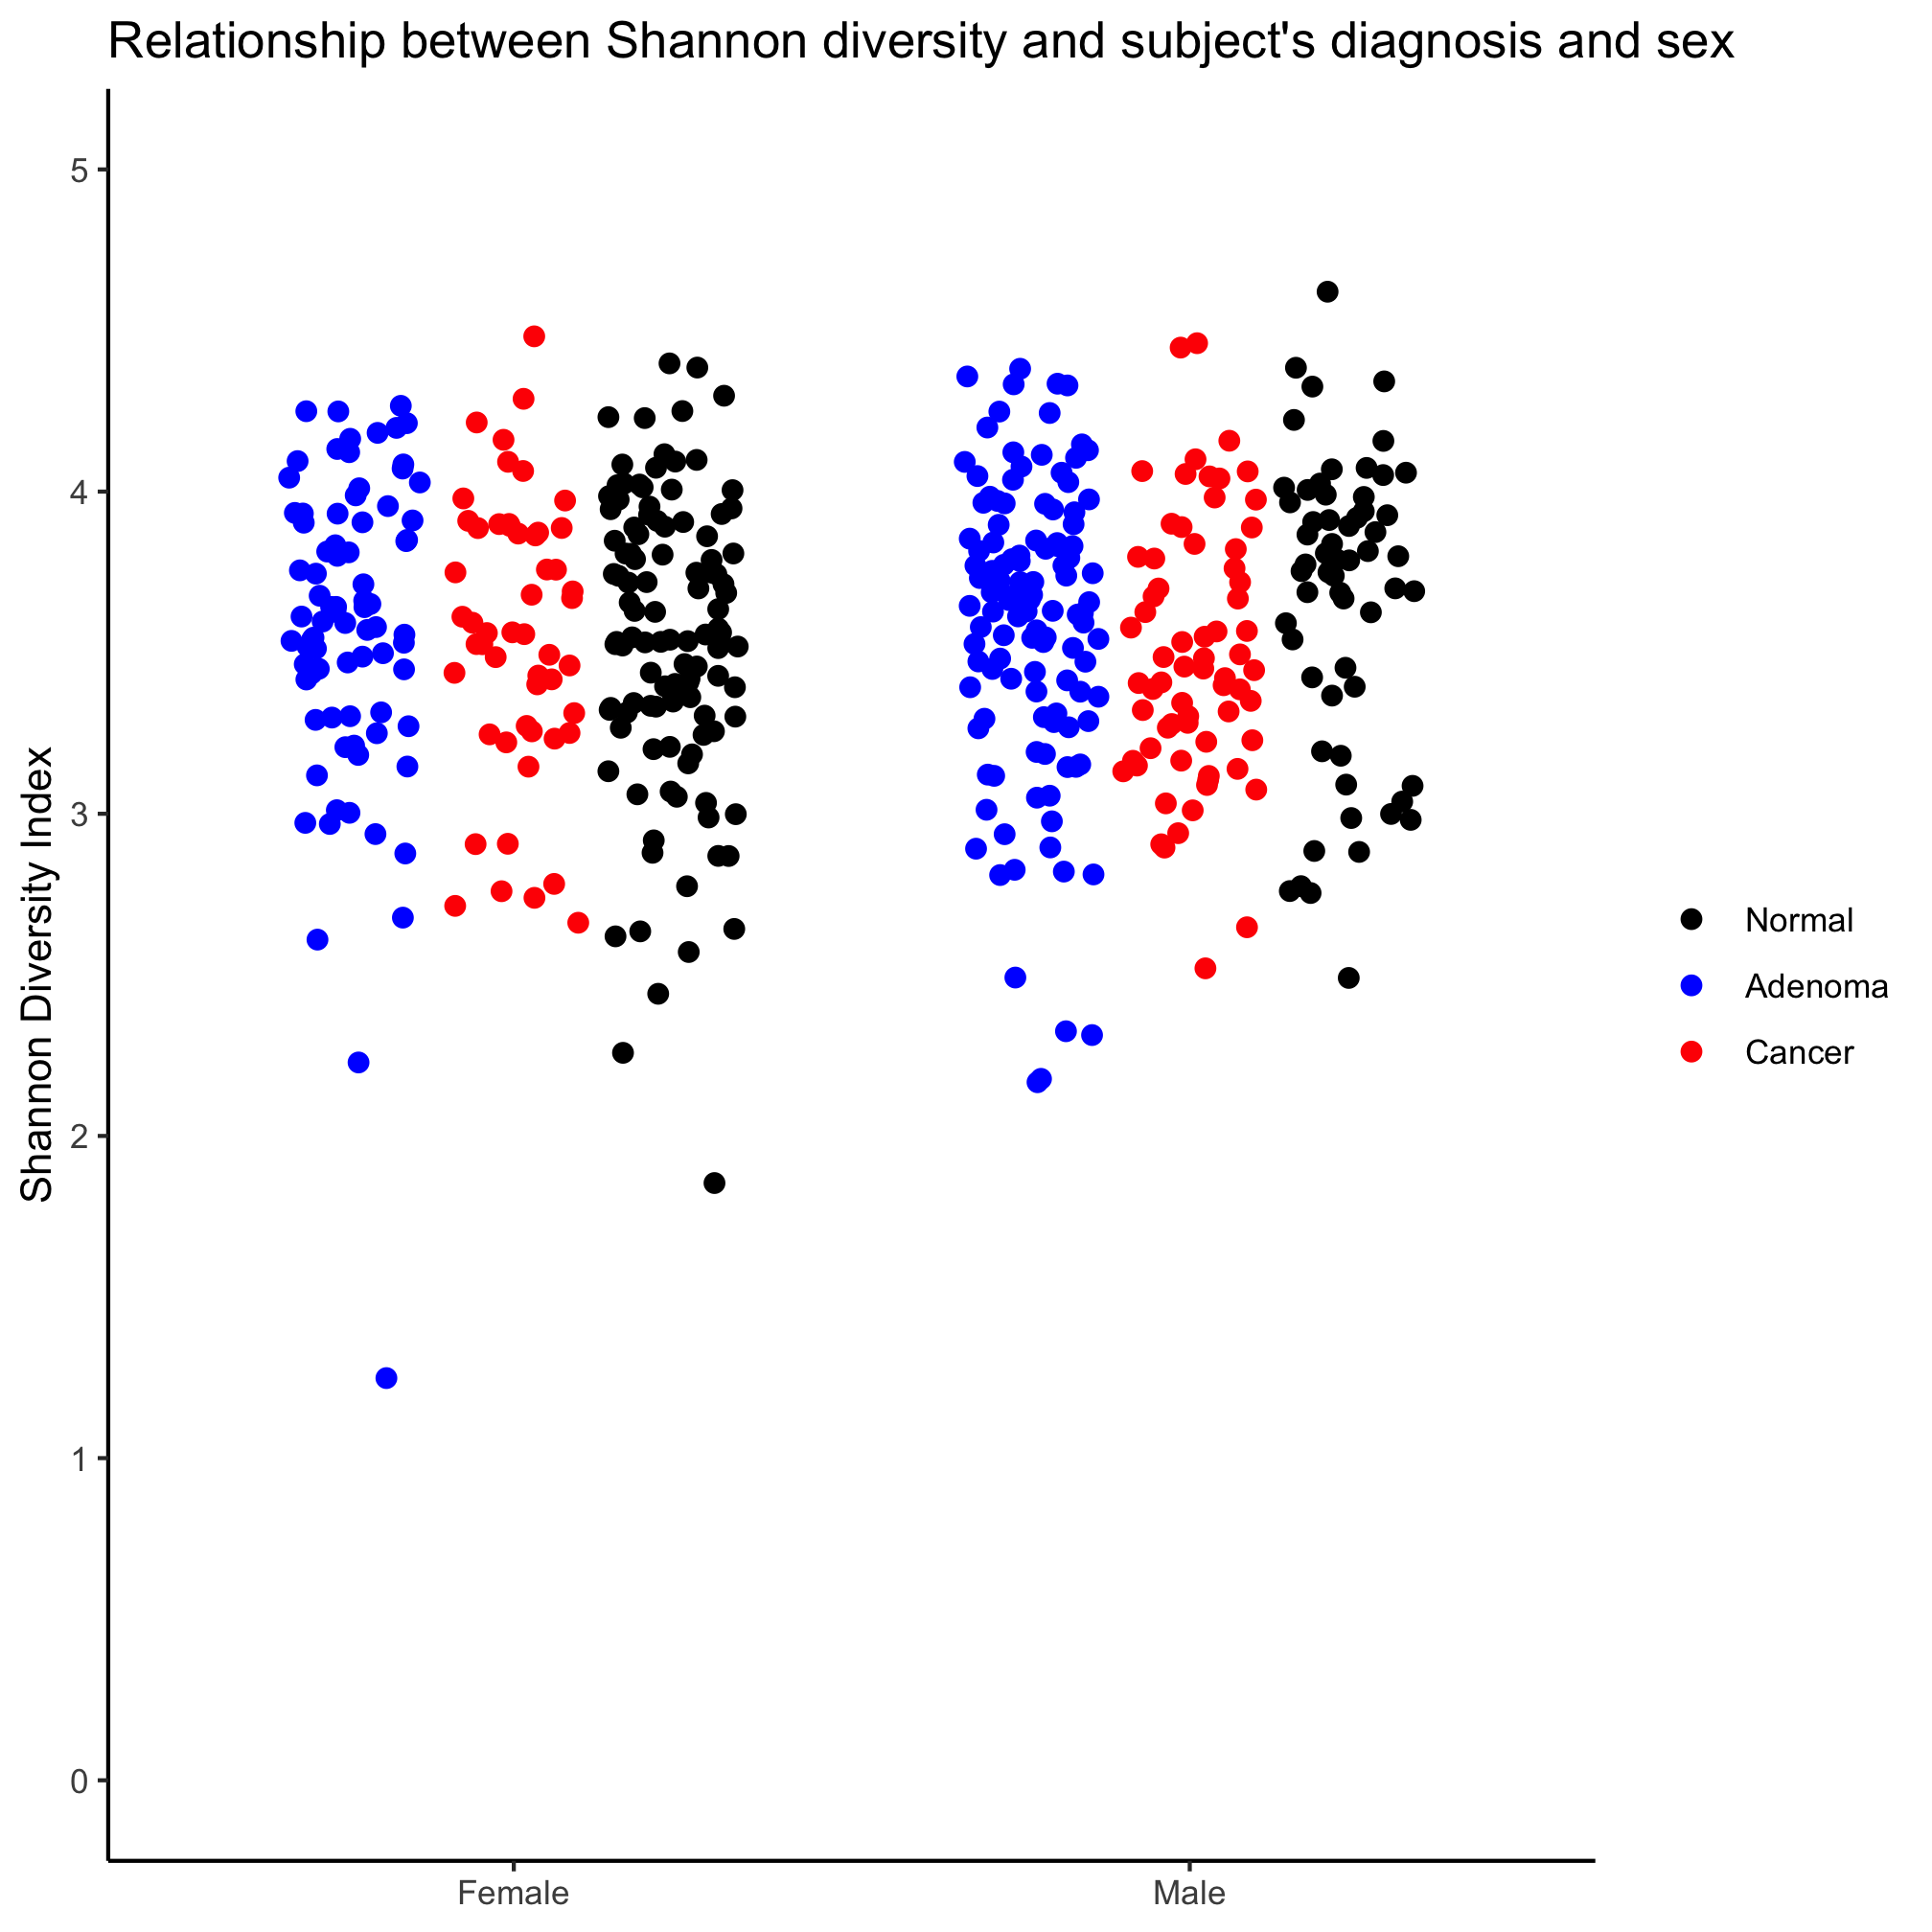 Relationship between Shannon diversity and subject's diagnosis and sex
Shannon Diversity Index
5
4
3
2
1
0
Female
Male
Normal
Adenoma
Cancer